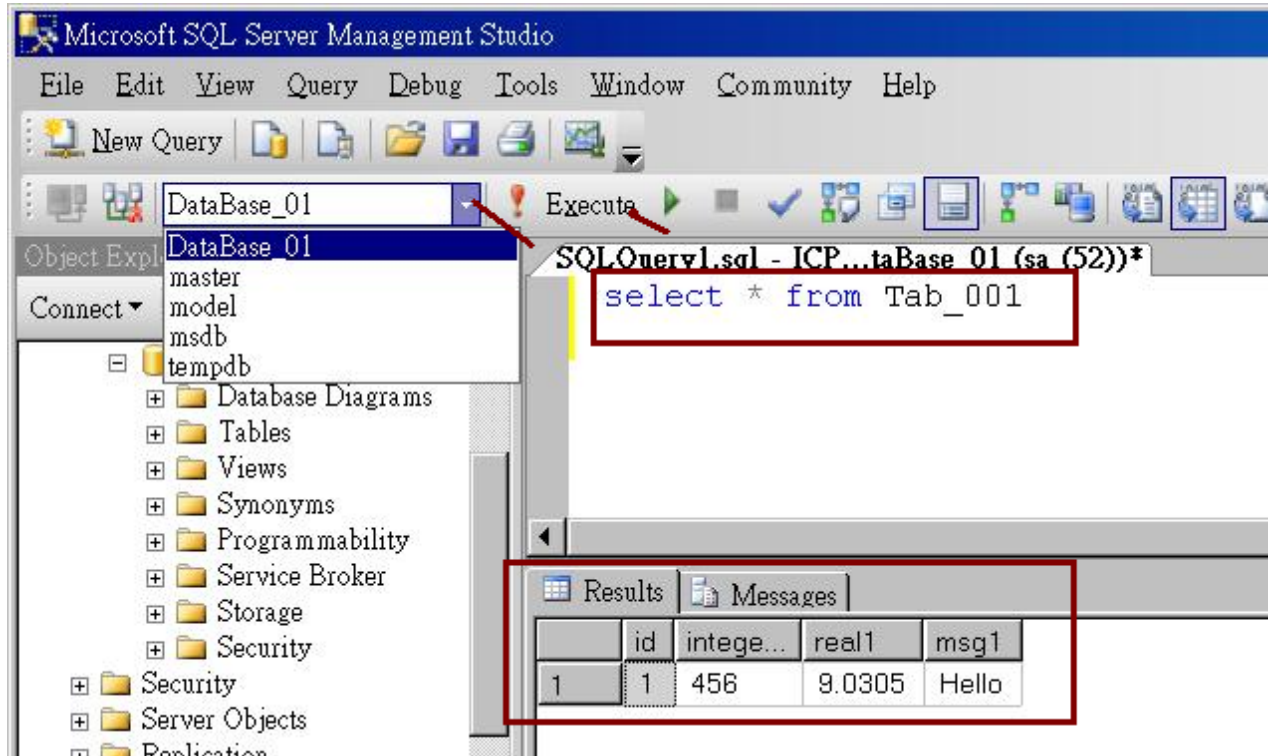 Microsoft SQL Server Management Studio
File Edit View Query Debug Tools Window Community Help
New Query
DataBase_01
Execute
DataBase_01
master
model
msdb
tempdb
Object Expl
Connect
SQLQuery1.sql - ICP...taBase_01 (sa (52))*
select * from Tab_001
Database Diagrams
Tables
Views
Synonyms
Programmability
Service Broker
Storage
Security
Security
Server Objects
Replication
Results Messages
id intege... real1 msg1
1 1 456 9.0305 Hello